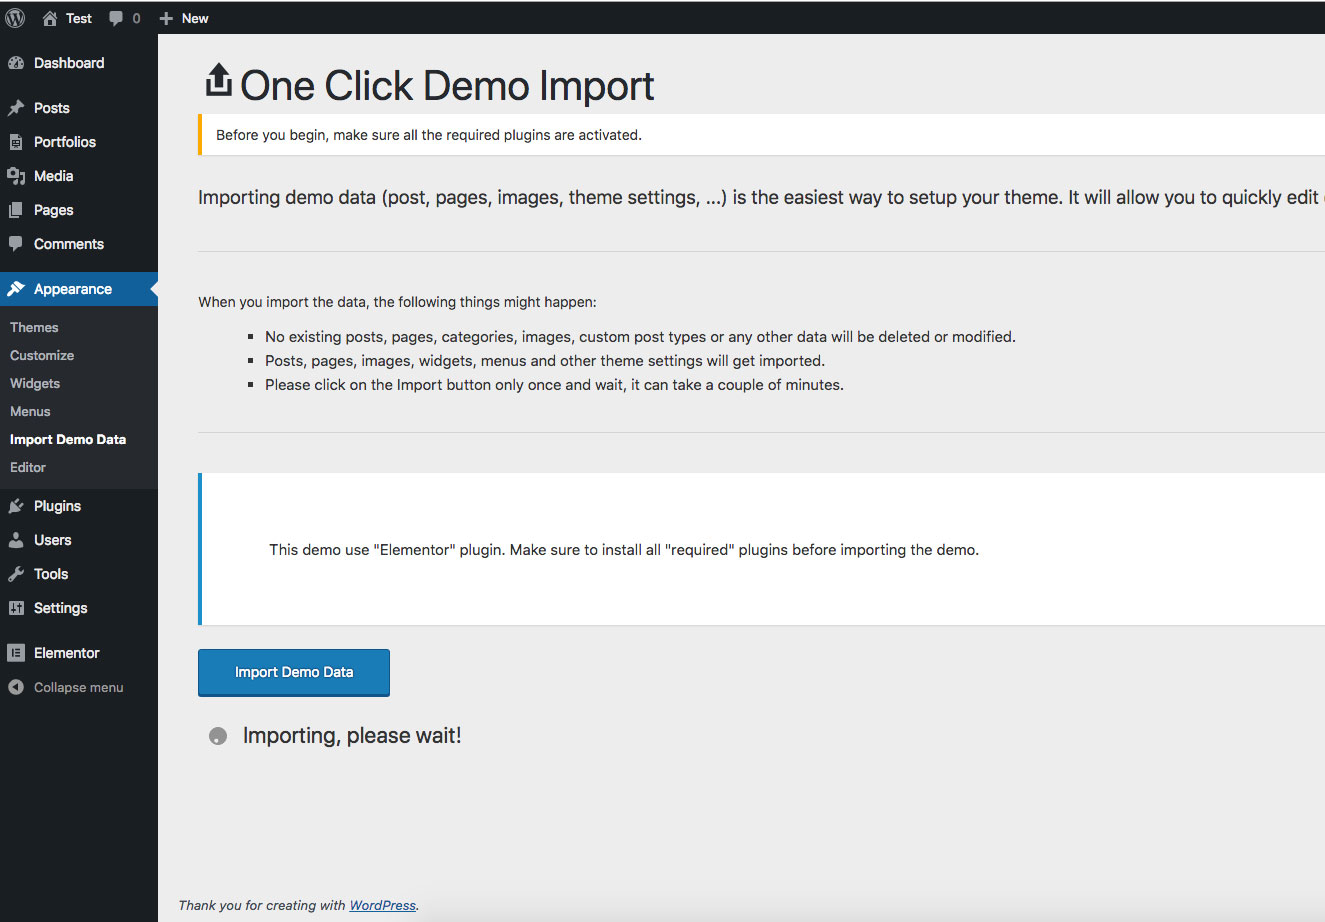 Test 0 New
Dashboard
Posts
Portfolios
Media
Pages
Comments
Appearance
Themes
Customize
Widgets
Menus
Import Demo Data
Editor
Plugins
Users
Tools
Settings
Elementor
Collapse menu
One Click Demo Import
Before you begin, make sure all the required plugins are activated.
Importing demo data (post, pages, images, theme settings, ...) is the easiest way to setup your theme. It will allow you to quickly edit
When you import the data, the following things might happen:
No existing posts, pages, categories, images, custom post types or any other data will be deleted or modified.
Posts, pages, images, widgets, menus and other theme settings will get imported.
Please click on the Import button only once and wait, it can take a couple of minutes.
This demo use "Elementor" plugin. Make sure to install all "required" plugins before importing the demo.
Import Demo Data
Importing, please wait!
Thank you for creating with WordPress.